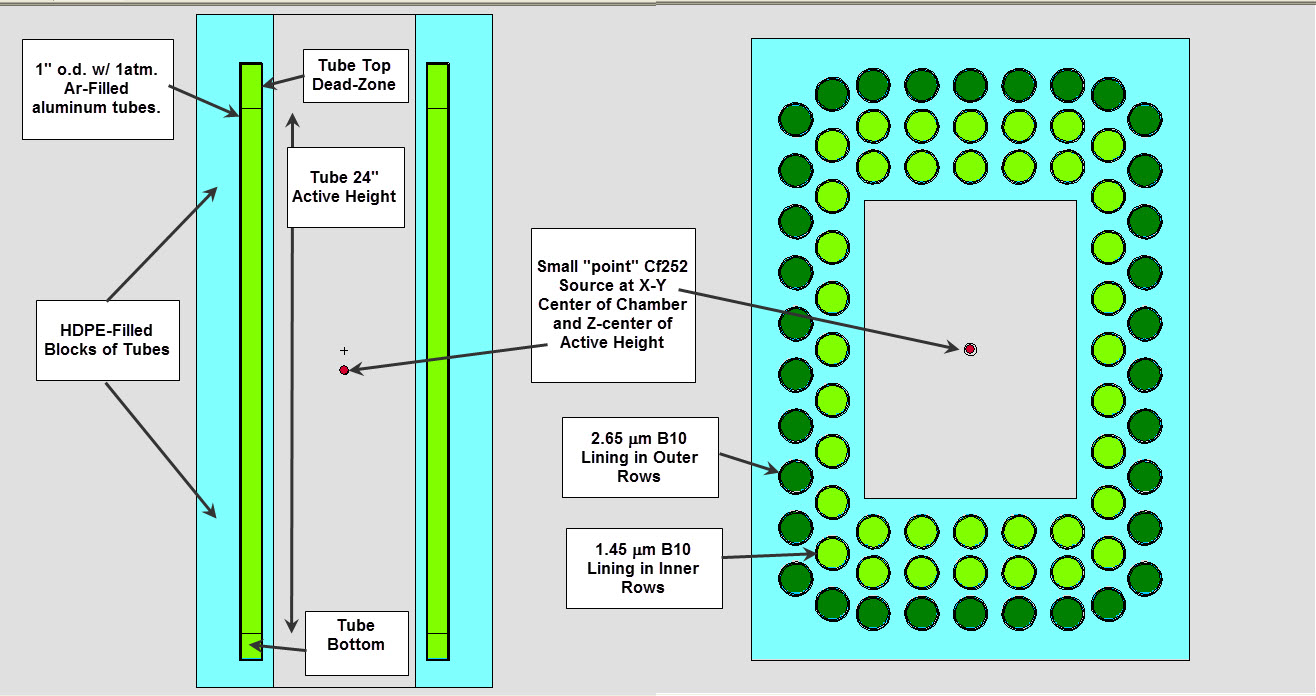 1" o.d. w/ 1atm.
Ar-Filled
aluminum tubes.
Tube Top
Dead-Zone
Tube 24"
Active Height
HDPE-Filled
Blocks of Tubes
Tube
Bottom
Small "point" Cf252
Source at X-Y
Center of Chamber
and Z-center of
Active Height
2.65 μm B10
Lining in Outer
Rows
1.45 μm B10
Lining in Inner
Rows